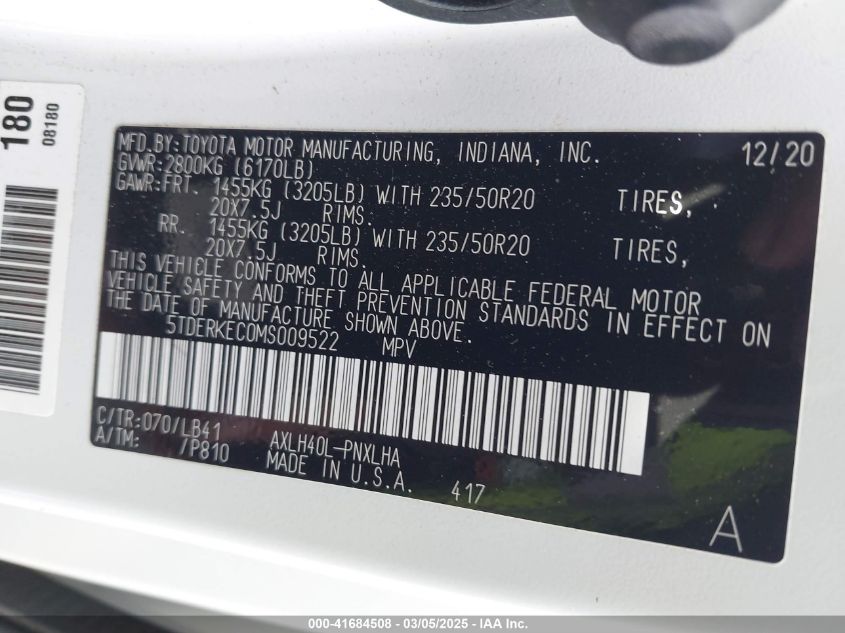 180
08180
MFD.BY:TOYOTA MOTOR MANUFACTURING, INDIANA, INC. 12/20
GVWR:2800KG (6170LB)
GAWR:FRT. 1455KG (3205LB) WITH 235/50R20 TIRES,
20X7.5J RIMS.
RR. 1455KG (3205LB) WITH 235/50R20 TIRES,
20X7.5J RIMS.
THIS VEHICLE CONFORMS TO ALL APPLICABLE FEDERAL MOTOR
VEHICLE SAFETY AND THEFT PREVENTION STANDARDS IN EFFECT ON
THE DATE OF MANUFACTURE SHOWN ABOVE.
5TDERKEC0MS009522 MPV
C/TR:070/LB41 AXLH40L-PNXLHA
A/TM: /P810 MADE IN U.S.A. 417
A
000-41684508 — 03/05/2025 — IAA Inc.